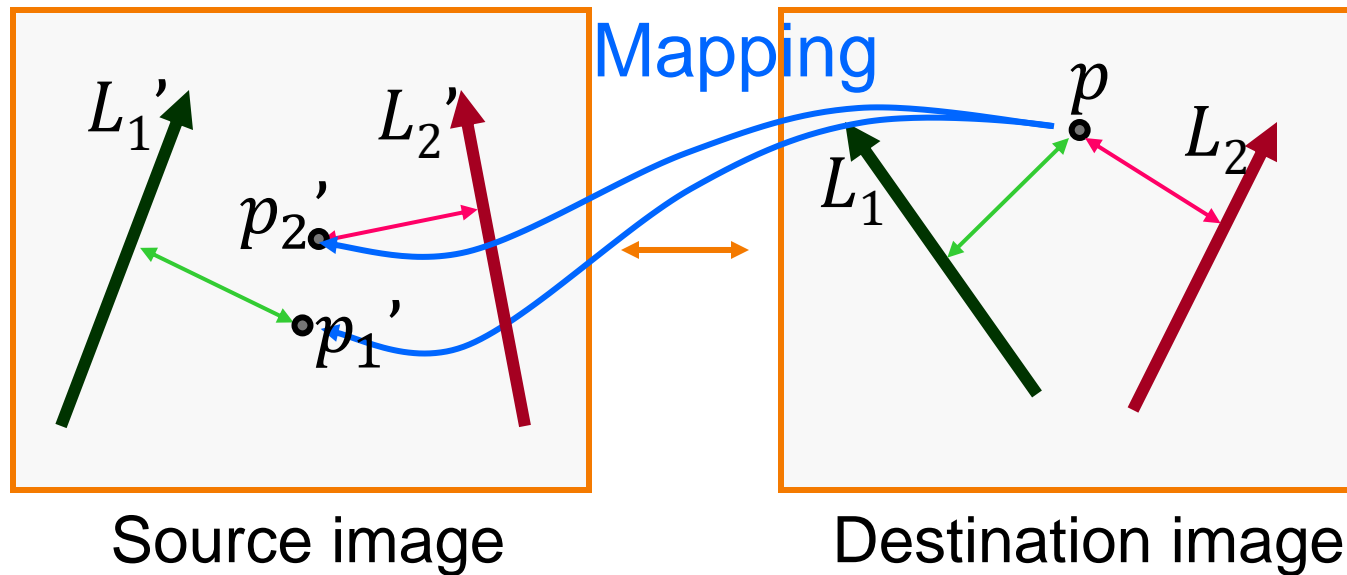 Mapping
L₁’
L₂’
p₂’
p₁’
p
L₁
L₂
Source image
Destination image